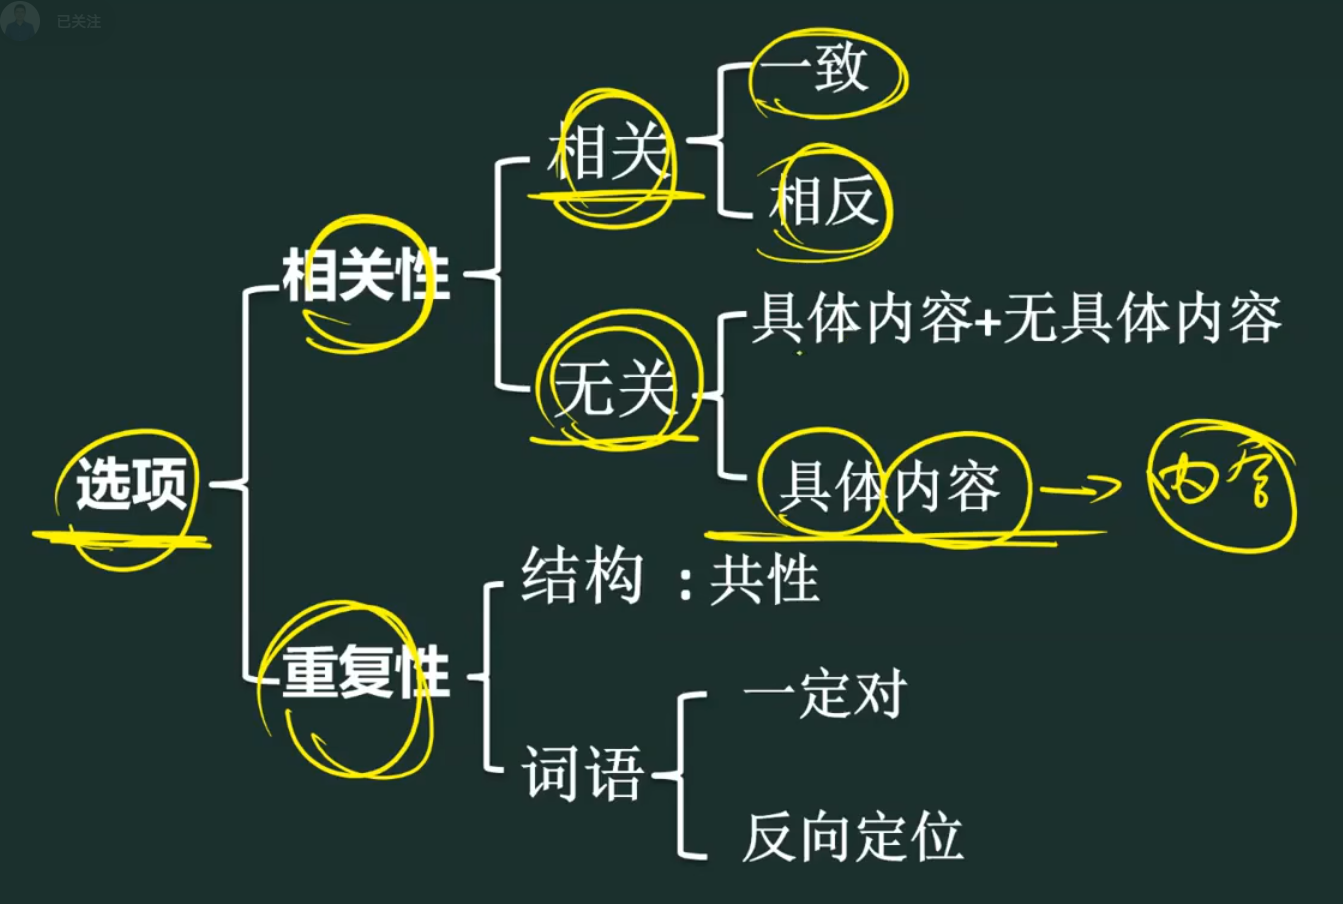 已关注
一致
相关
相反
相关性
具体内容+无具体内容
无关
选项
具体内容
内容
结构：共性
重复性
一定对
词语
反向定位